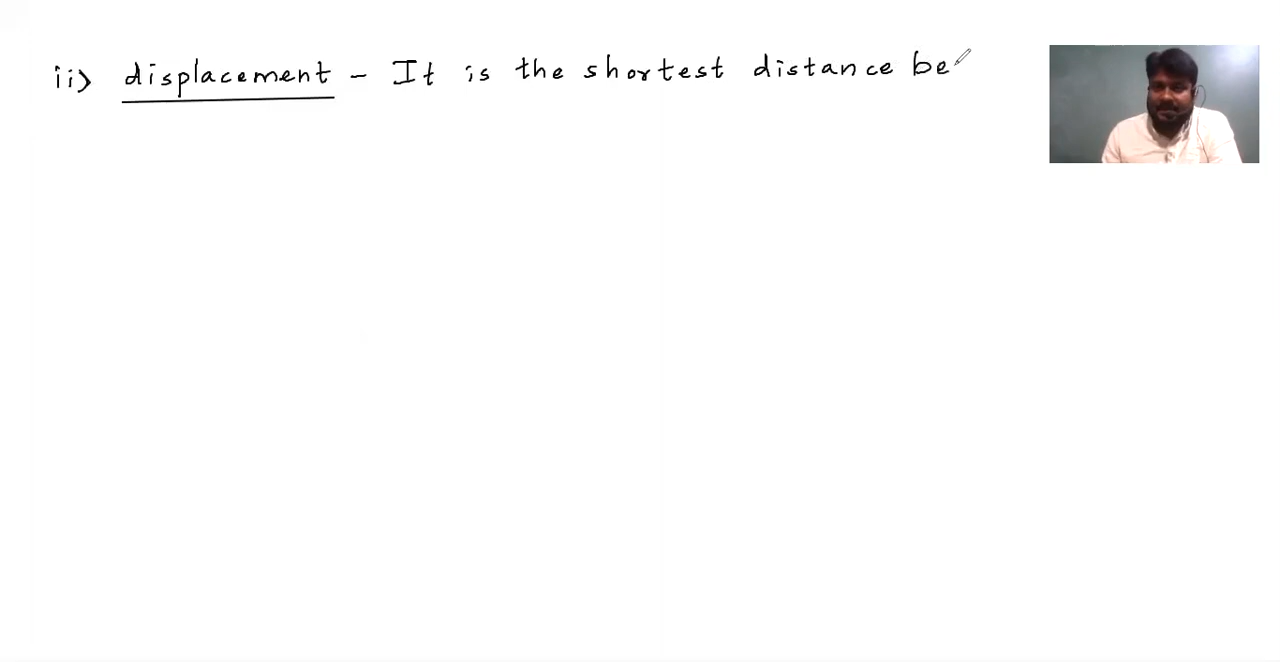 ii) displacement - It is the shortest distance be